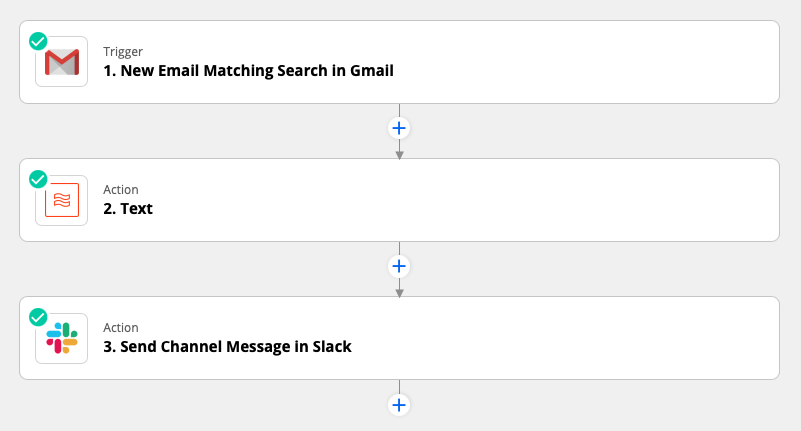 Trigger
1. New Email Matching Search in Gmail
Action
2. Text
Action
3. Send Channel Message in Slack